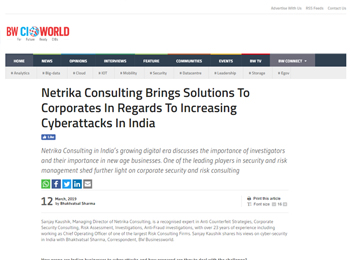 Advertise With Us RSS Feeds Contact Us
BW CIOWORLD
HOME NEWS OPINIONS INTERVIEWS FEATURE COMMUNITIES EVENTS BW TV BW CONNECT
# Analytics # Big data # Cloud # IOT # Mobility # Security # Datacentre # Leadership # Storage # Egov
Netrika Consulting Brings Solutions To
Corporates In Regards To Increasing
Cyberattacks In India
Like
Netrika Consulting in India's growing digital era discusses the importance of investigators
and their importance in new age businesses. One of the leading players in security and risk
management shed further light on corporate security and risk consulting
12 March, 2019
Print this article
Font size
Sanjay Kaushik, Managing Director of Netrika Consulting, is a recognised expert in Anti Counterfeit Strategies, Corporate
Security Consulting, Risk Assessment, Investigations, Anti-Fraud Investigations, with over 23 years of experience including
working as Chief Operating Officer of one of the largest Risk Consulting Firms. Sanjay Kaushik shares his views on cyber-security
in India with Bhaktvatsal Sharma, Correspondent, BW Businessworld.